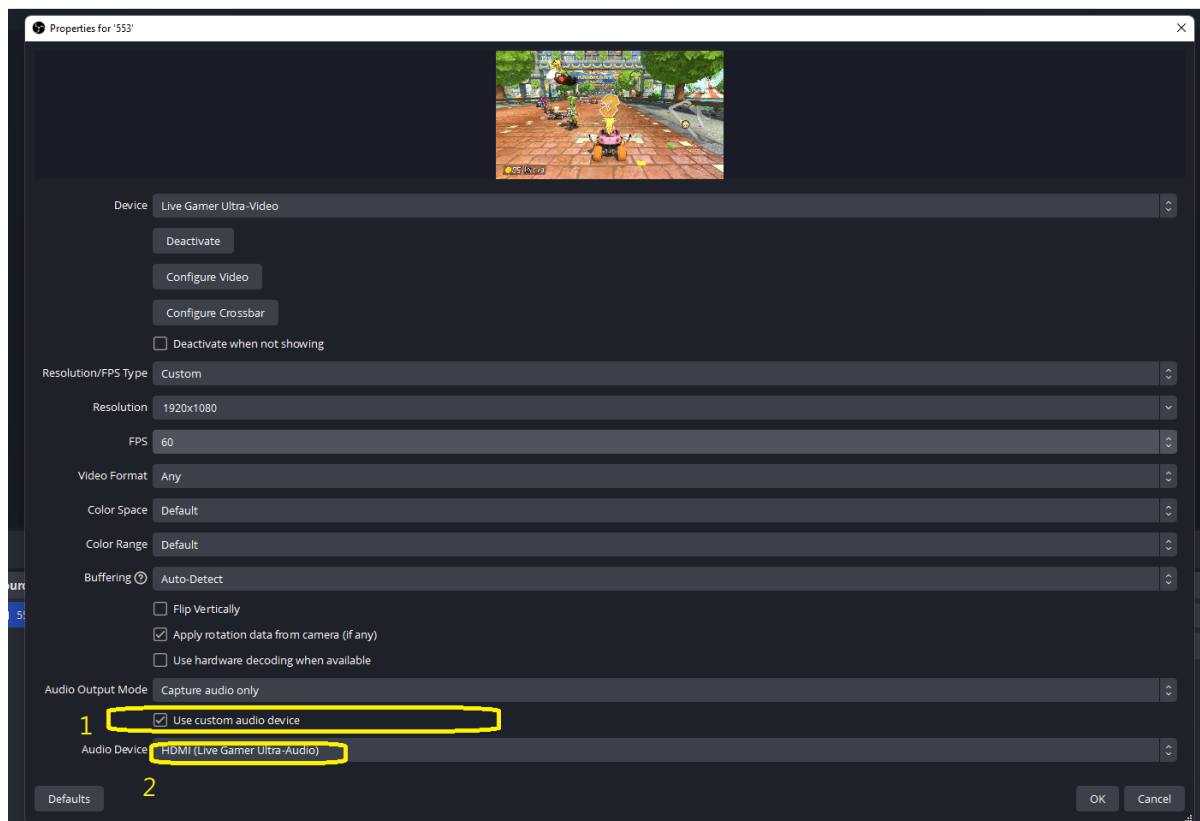 Properties for '553'
Device Live Gamer Ultra-Video
Deactivate
Configure Video
Configure Crossbar
Deactivate when not showing
Resolution/FPS Type Custom
Resolution 1920x1080
FPS 60
Video Format Any
Color Space Default
Color Range Default
Buffering ? Auto-Detect
Flip Vertically
Apply rotation data from camera (if any)
Use hardware decoding when available
Audio Output Mode Capture audio only
1 Use custom audio device
Audio Device HDMI (Live Gamer Ultra-Audio)
2
Defaults OK Cancel